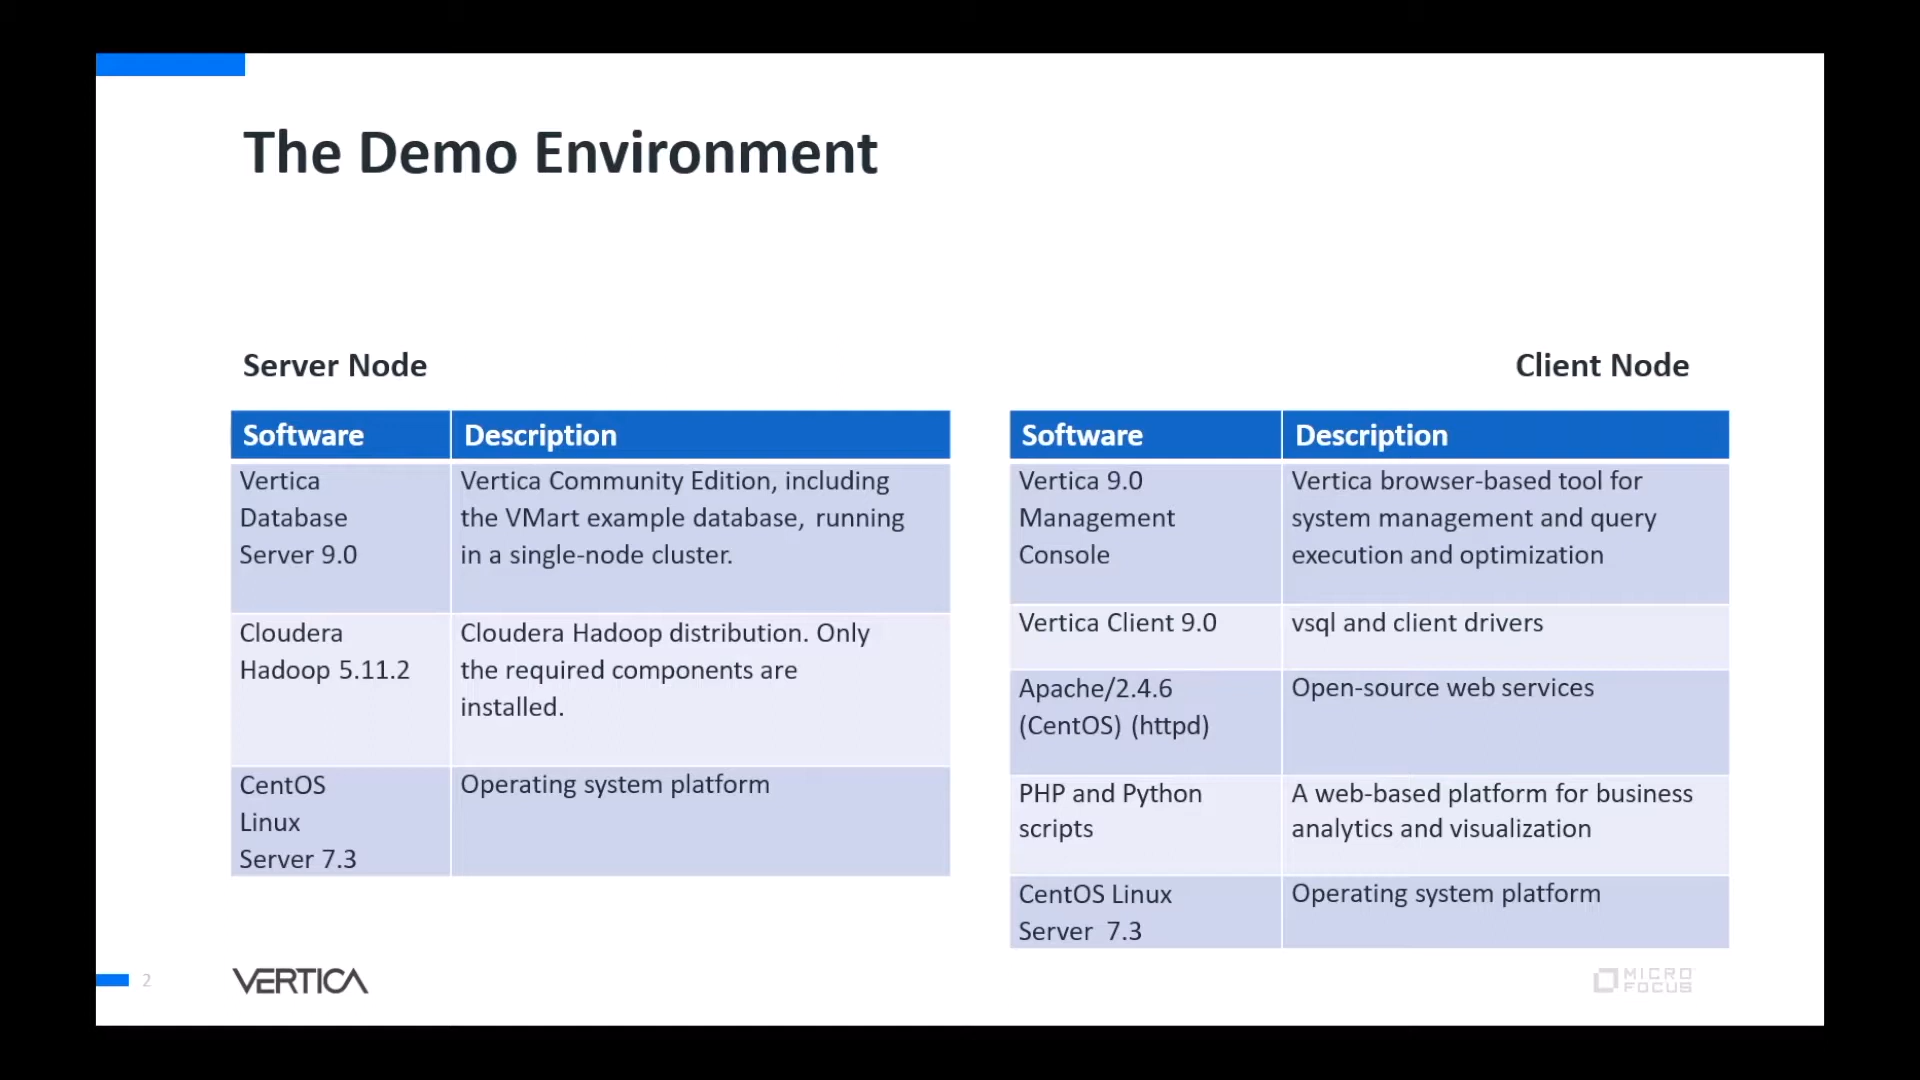 The Demo Environment
Server Node
Software Description
Vertica Vertica Community Edition, including
Database the VMart example database, running
Server 9.0 in a single-node cluster.
Cloudera Cloudera Hadoop distribution. Only
Hadoop 5.11.2 the required components are
installed.
CentOS Operating system platform
Linux
Server 7.3
Client Node
Software Description
Vertica 9.0 Vertica browser-based tool for
Management system management and query
Console execution and optimization
Vertica Client 9.0 vsql and client drivers
Apache/2.4.6 Open-source web services
(CentOS) (httpd)
PHP and Python A web-based platform for business
scripts analytics and visualization
CentOS Linux Operating system platform
Server 7.3
2
VERTICA
MICRO
FOCUS